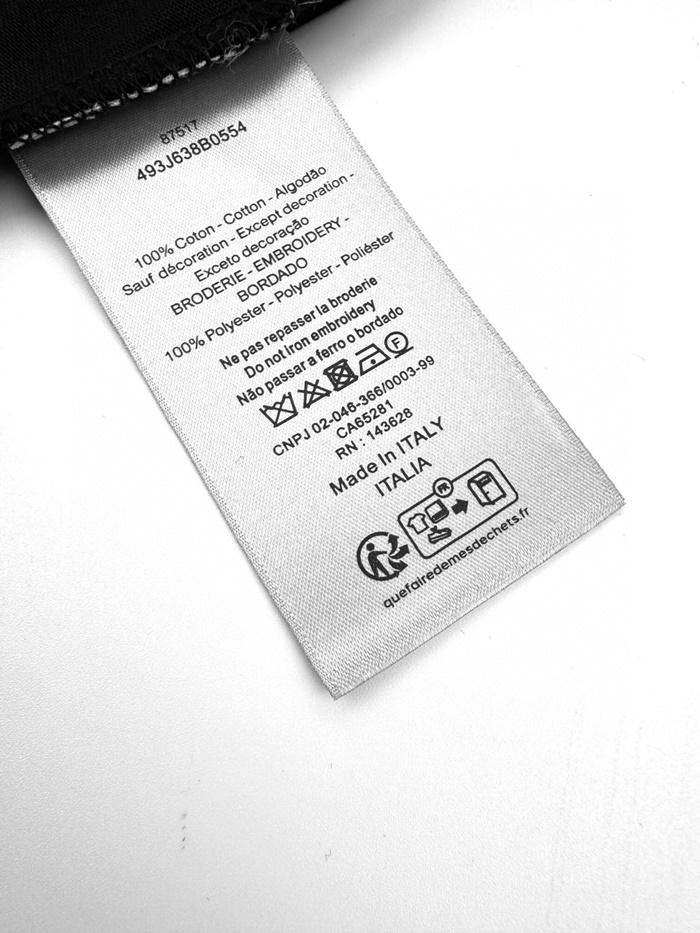 87517
493J638B0554
100% Coton - Cotton - Algodão
Sauf décoration - Except decoration -
Exceto decoração
BRODERIE - EMBROIDERY -
BORDADO
100% Polyester - Polyester - Poliéster
Ne pas repasser la broderie
Do not iron embroidery
Não passar a ferro o bordado
F
CNPJ 02-046-366/0003-99
CA65281
RN : 143628
Made In ITALY
ITALIA
FR
quefairedemesdechets.fr